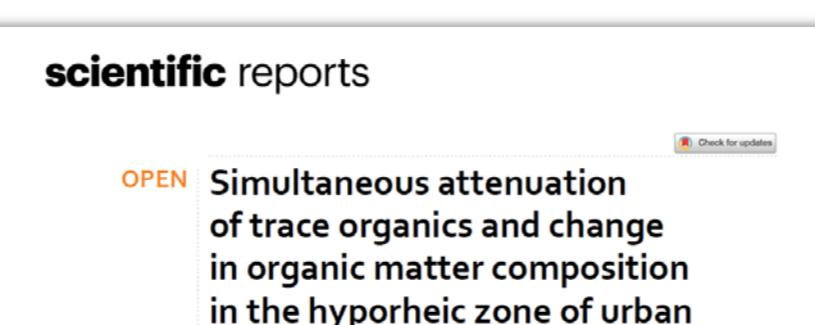 scientific reports
Check for updates
OPEN
Simultaneous attenuation
of trace organics and change
in organic matter composition
in the hyporheic zone of urban